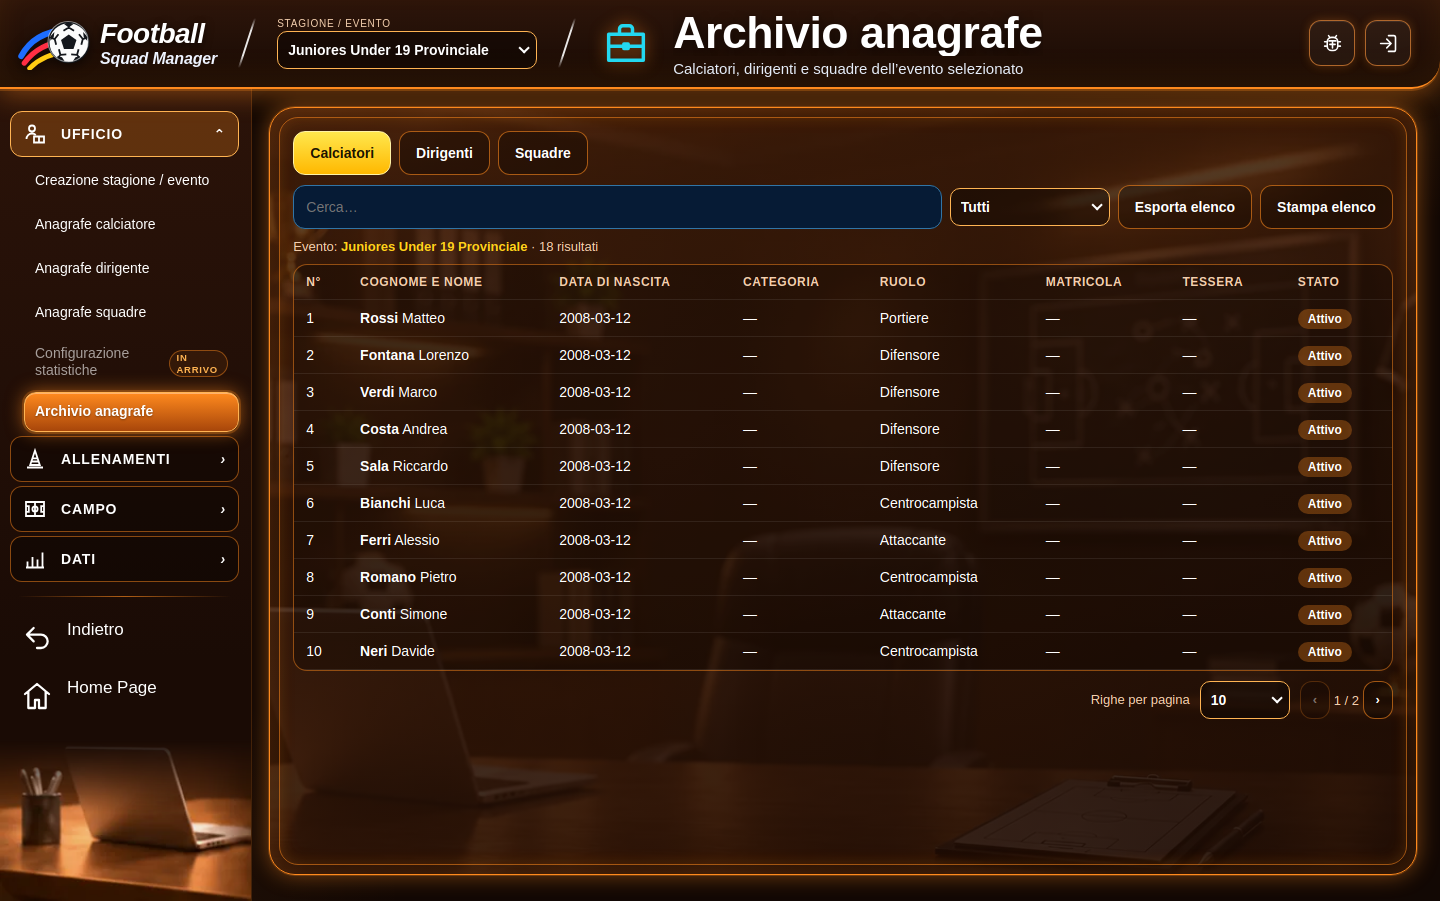 Football
Squad Manager
STAGIONE / EVENTO
Juniores Under 19 Provinciale
Archivio anagrafe
Calciatori, dirigenti e squadre dell’evento selezionato
UFFICIO
Creazione stagione / evento
Anagrafe calciatore
Anagrafe dirigente
Anagrafe squadre
Configurazione
statistiche
IN
ARRIVO
Archivio anagrafe
ALLENAMENTI
CAMPO
DATI
Indietro
Home Page
Calciatori Dirigenti Squadre
Cerca… Tutti Esporta elenco Stampa elenco
Evento: Juniores Under 19 Provinciale · 18 risultati
N° COGNOME E NOME DATA DI NASCITA CATEGORIA RUOLO MATRICOLA TESSERA STATO
1 Rossi Matteo 2008-03-12 — Portiere — — Attivo
2 Fontana Lorenzo 2008-03-12 — Difensore — — Attivo
3 Verdi Marco 2008-03-12 — Difensore — — Attivo
4 Costa Andrea 2008-03-12 — Difensore — — Attivo
5 Sala Riccardo 2008-03-12 — Difensore — — Attivo
6 Bianchi Luca 2008-03-12 — Centrocampista — — Attivo
7 Ferri Alessio 2008-03-12 — Attaccante — — Attivo
8 Romano Pietro 2008-03-12 — Centrocampista — — Attivo
9 Conti Simone 2008-03-12 — Attaccante — — Attivo
10 Neri Davide 2008-03-12 — Centrocampista — — Attivo
Righe per pagina 10 ‹ 1 / 2 ›